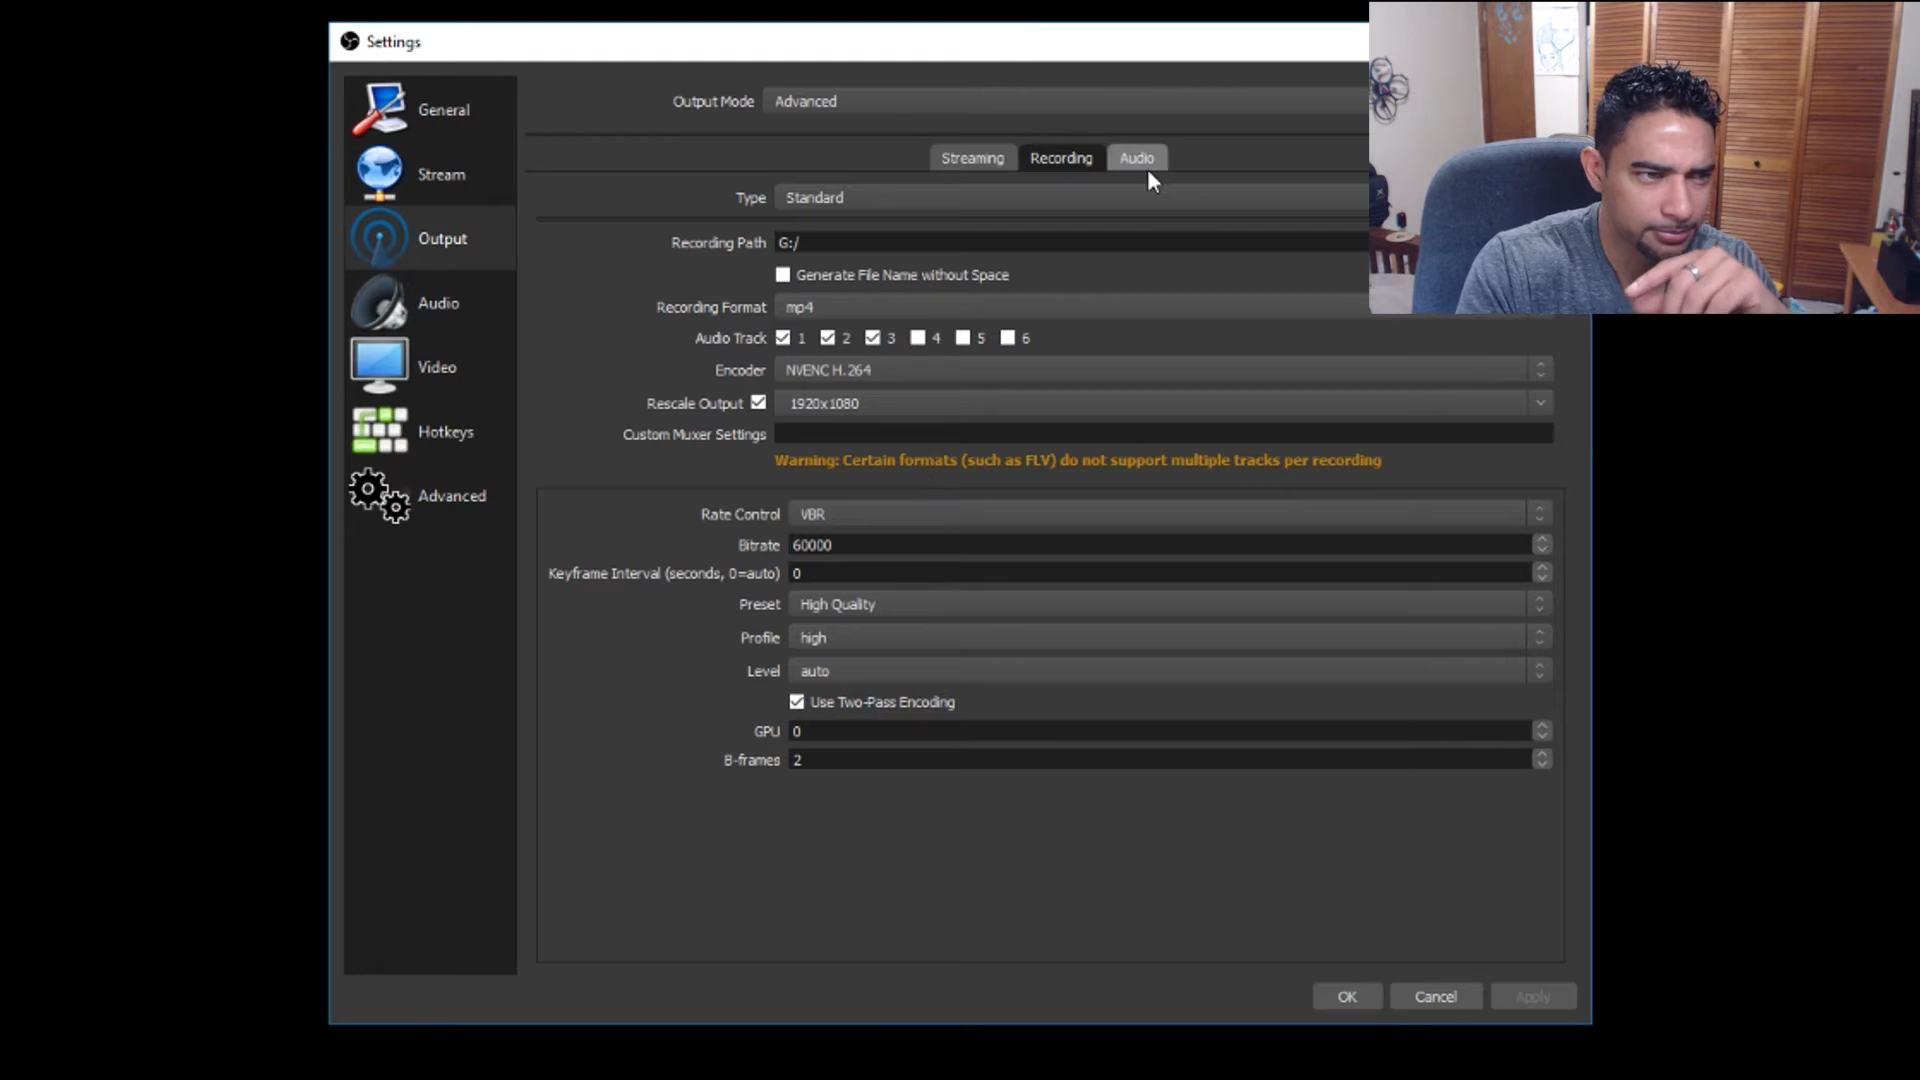 Settings
General
Stream
Output
Audio
Video
Hotkeys
Advanced
Output Mode Advanced
Streaming Recording Audio
Type Standard
Recording Path G:/
Generate File Name without Space
Recording Format mp4
Audio Track 1 2 3 4 5 6
Encoder NVENC H.264
Rescale Output 1920x1080
Custom Muxer Settings
Warning: Certain formats (such as FLV) do not support multiple tracks per recording
Rate Control VBR
Bitrate 60000
Keyframe Interval (seconds, 0=auto) 0
Preset High Quality
Profile high
Level auto
Use Two-Pass Encoding
GPU 0
B-frames 2
OK Cancel Apply